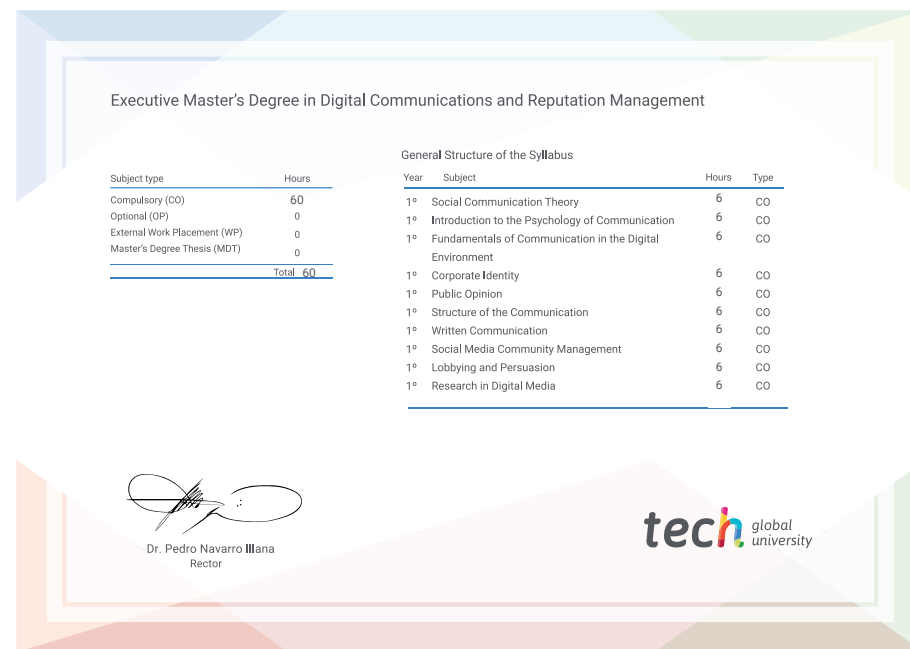 Executive Master's Degree in Digital Communications and Reputation Management
General Structure of the Syllabus
Subject type Hours
Compulsory (CO) 60
Optional (OP) 0
External Work Placement (WP) 0
Master's Degree Thesis (MDT) 0
Total 60
Year Subject Hours Type
1º Social Communication Theory 6 CO
1º Introduction to the Psychology of Communication 6 CO
1º Fundamentals of Communication in the Digital 6 CO
Environment
1º Corporate Identity 6 CO
1º Public Opinion 6 CO
1º Structure of the Communication 6 CO
1º Written Communication 6 CO
1º Social Media Community Management 6 CO
1º Lobbying and Persuasion 6 CO
1º Research in Digital Media 6 CO
Dr. Pedro Navarro Illana
Rector
tech global
university